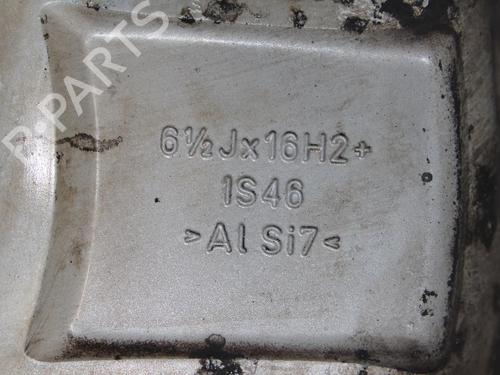 B-PARTS
6½Jx16H2+
IS46
>Al Si7<